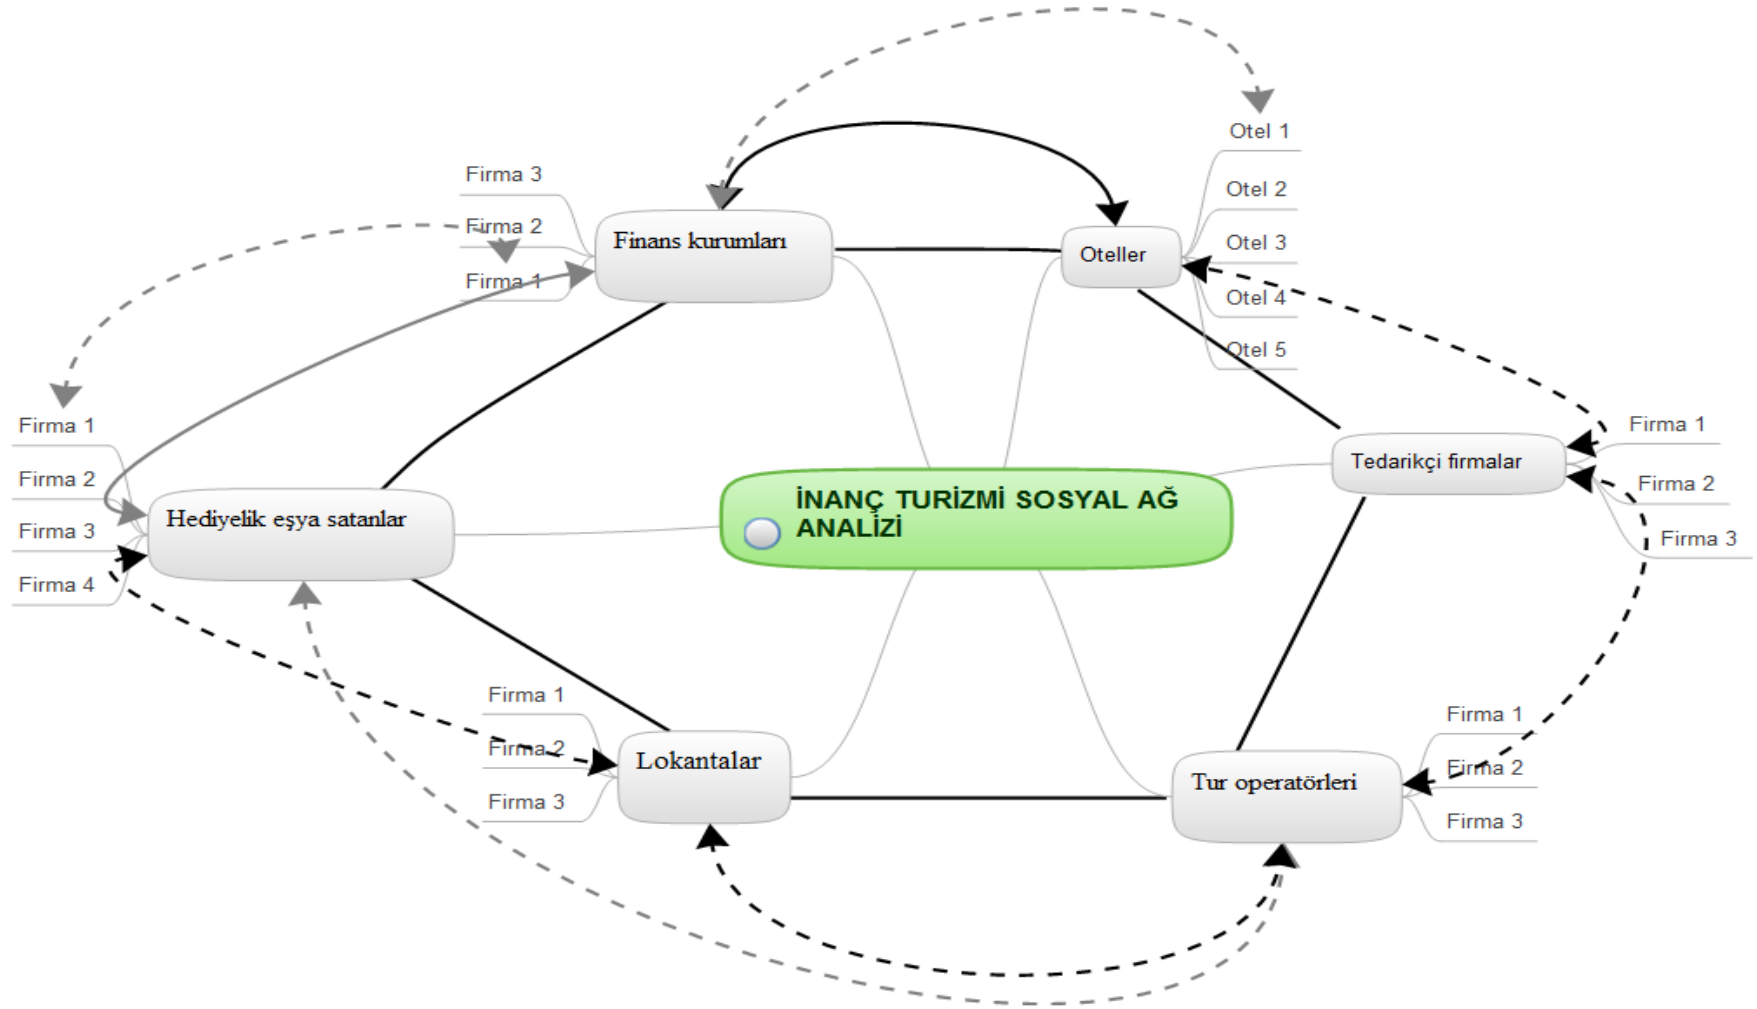 Otel 1
Otel 2
Otel 3
Otel 4
Otel 5
Oteller
Firma 3
Firma 2
Firma 1
Finans kurumları
Firma 1
Firma 2
Firma 3
Firma 4
Hediyelik eşya satanlar
İNANÇ TURİZMİ SOSYAL AĞ
ANALİZİ
Tedarikçi firmalar
Firma 1
Firma 2
Firma 3
Firma 1
Firma 2
Firma 3
Lokantalar
Tur operatörleri
Firma 1
Firma 2
Firma 3